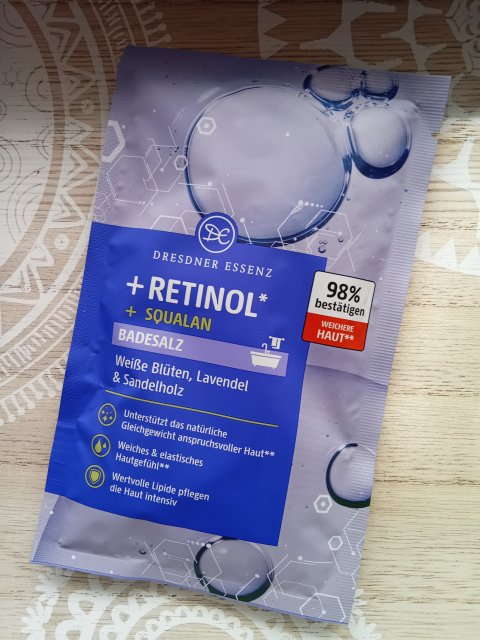 DE
DRESDNER ESSENZ
+RETINOL*
+ SQUALAN
BADESALZ
Weiße Blüten, Lavendel
& Sandelholz
Unterstützt das natürliche
Gleichgewicht anspruchsvoller Haut**
Weiches & elastisches
Hautgefühl**
Wertvolle Lipide pflegen
die Haut intensiv
98%
bestätigen
WEICHERE
HAUT**